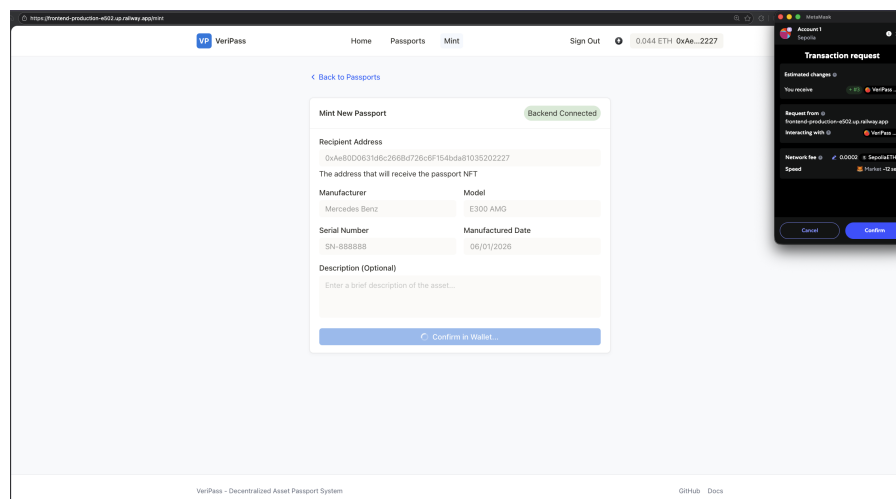 https://frontend-production-e502.up.railway.app/mint
VP VeriPass
Home Passports Mint
Sign Out 0.044 ETH 0xAe...2227
Back to Passports
Mint New Passport
Backend Connected
Recipient Address
0xAe80D0631d6c266Bd726c6F154bda81035202227
The address that will receive the passport NFT
Manufacturer Model
Mercedes Benz E300 AMG
Serial Number Manufactured Date
SN-888888 06/01/2026
Description (Optional)
Enter a brief description of the asset...
Confirm in Wallet...
VeriPass - Decentralized Asset Passport System
GitHub Docs
MetaMask
Account 1
Sepolia
Transaction request
Estimated changes
You receive VeriPass ...
Request from
frontend-production-e502.up.railway.app
Interacting with VeriPass ...
Network fee 0.0002 SepoliaETH
Speed Market ~12 se
Cancel Confirm